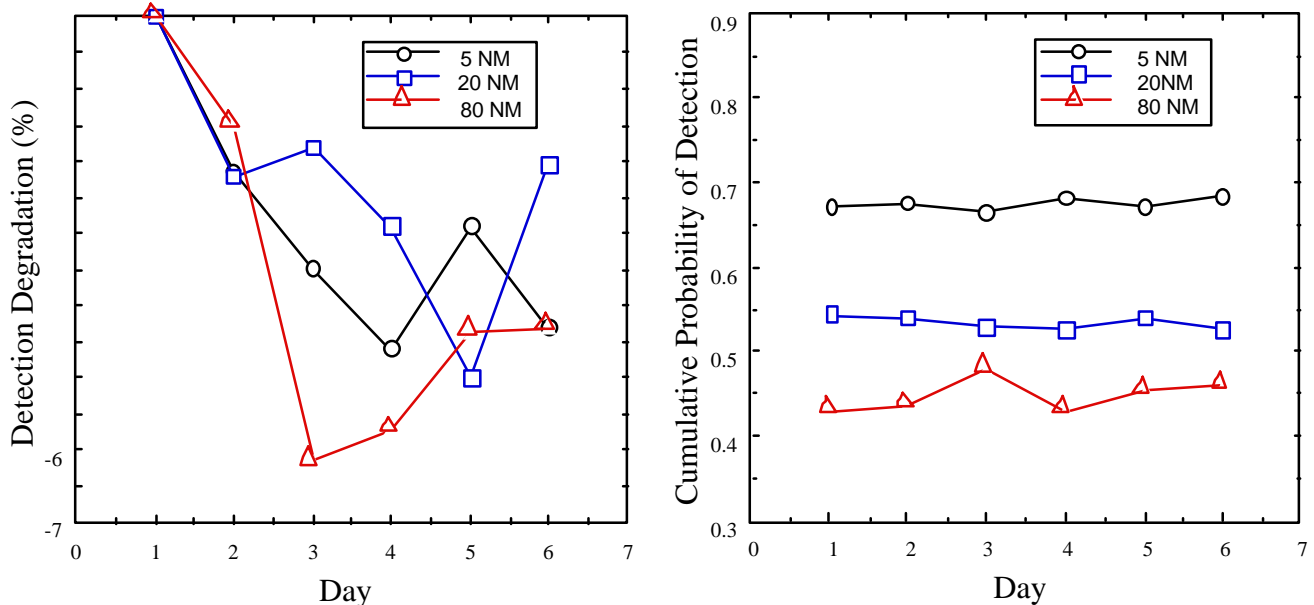 5 NM
20 NM
80 NM
Detection Degradation (%)
-6
-7
0 1 2 3 4 5 6 7
Day
0.9
0.8
0.7
0.6
0.5
0.4
0.3
5 NM
20NM
80 NM
Cumulative Probability of Detection
0 1 2 3 4 5 6 7
Day